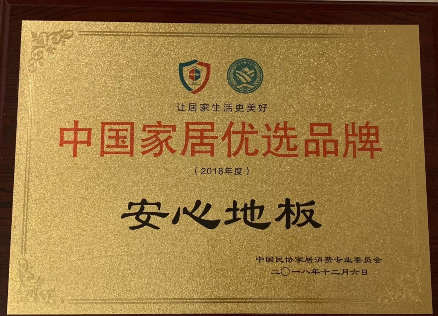 让居家生活更美好
中国家居优选品牌
（2018年度）
安心地板
中国民协家居消费专业委员会
二〇一八年十二月六日